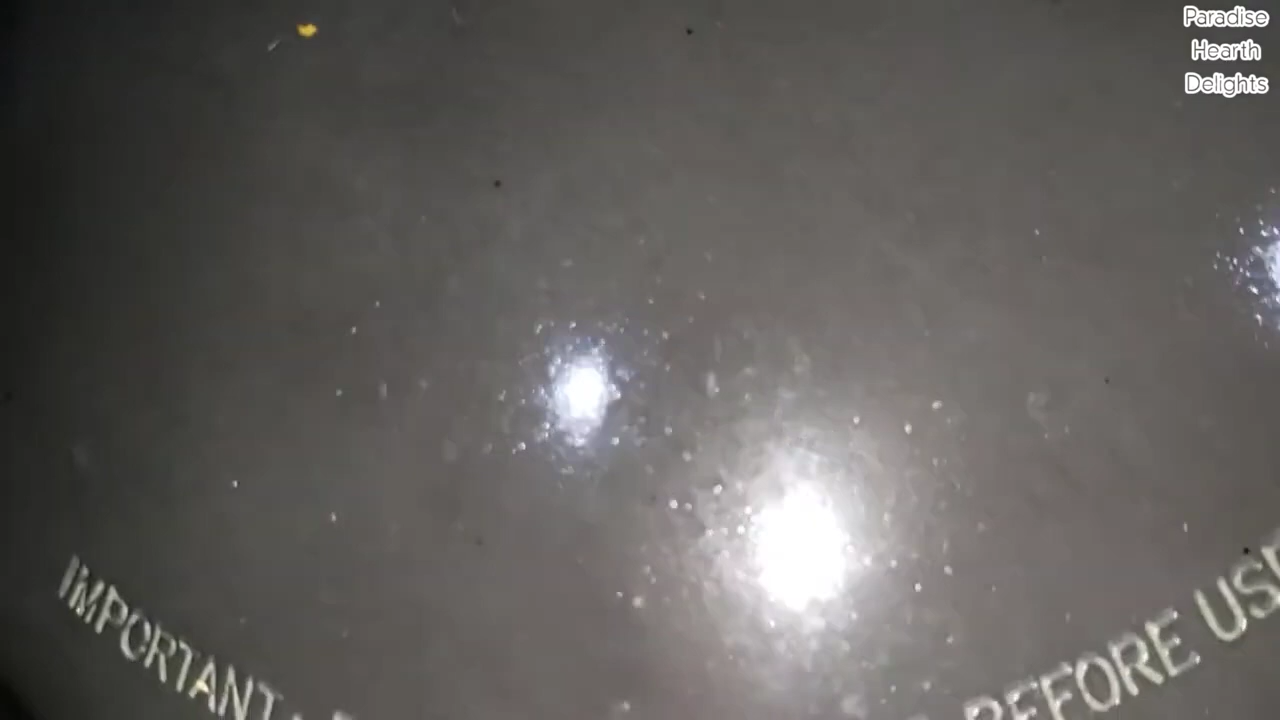 Paradise
Hearth
Delights
IMPORTANT
BEFORE USE